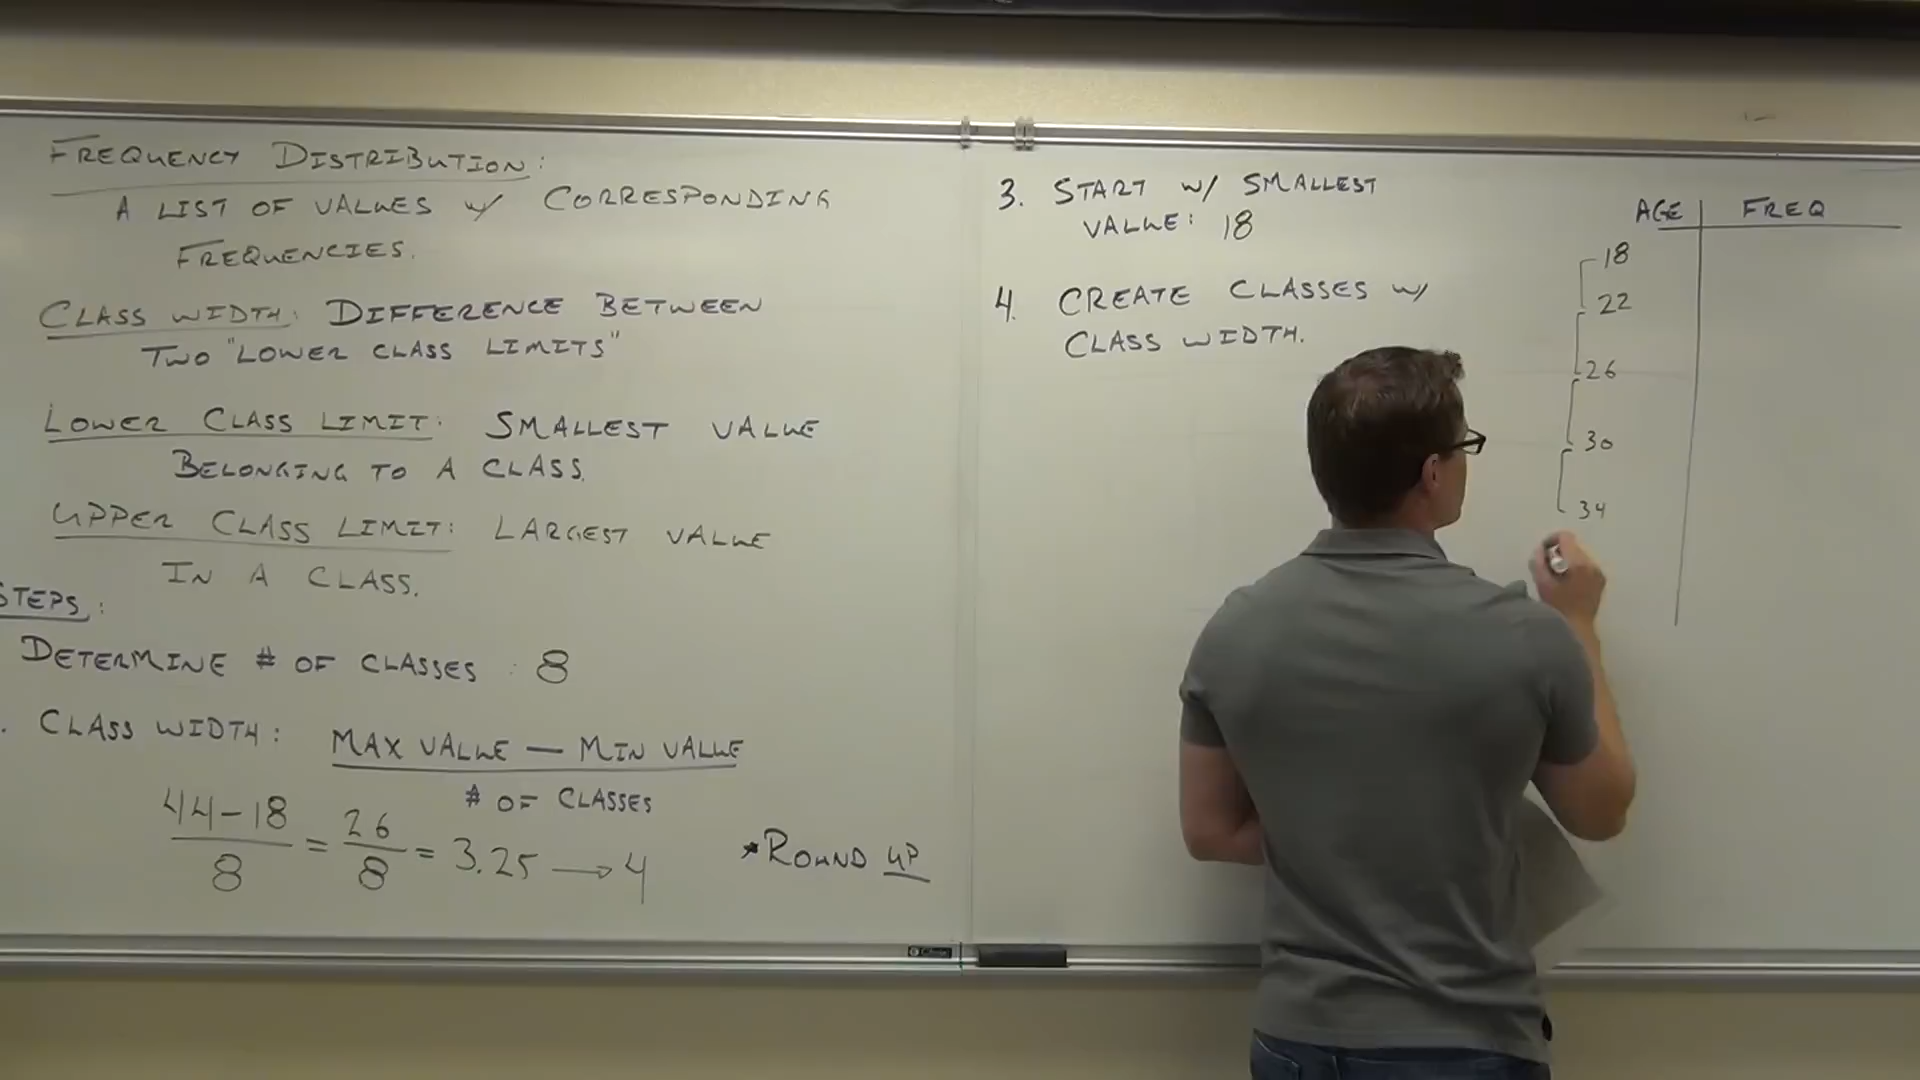 FREQUENCY DISTRIBUTION:
A LIST OF VALUES W/ CORRESPONDING
FREQUENCIES.
CLASS WIDTH: DIFFERENCE BETWEEN
TWO "LOWER CLASS LIMITS"
LOWER CLASS LIMIT: SMALLEST VALUE
BELONGING TO A CLASS.
UPPER CLASS LIMIT: LARGEST VALUE
IN A CLASS.
STEPS:
DETERMINE # OF CLASSES : 8
. CLASS WIDTH: MAX VALUE — MIN VALUE
# OF CLASSES
44-18 / 8 = 26 / 8 = 3.25 → 4
*ROUND UP
3. START W/ SMALLEST
VALUE: 18
4. CREATE CLASSES W/
CLASS WIDTH.
AGE | FREQ
18
22
26
30
34